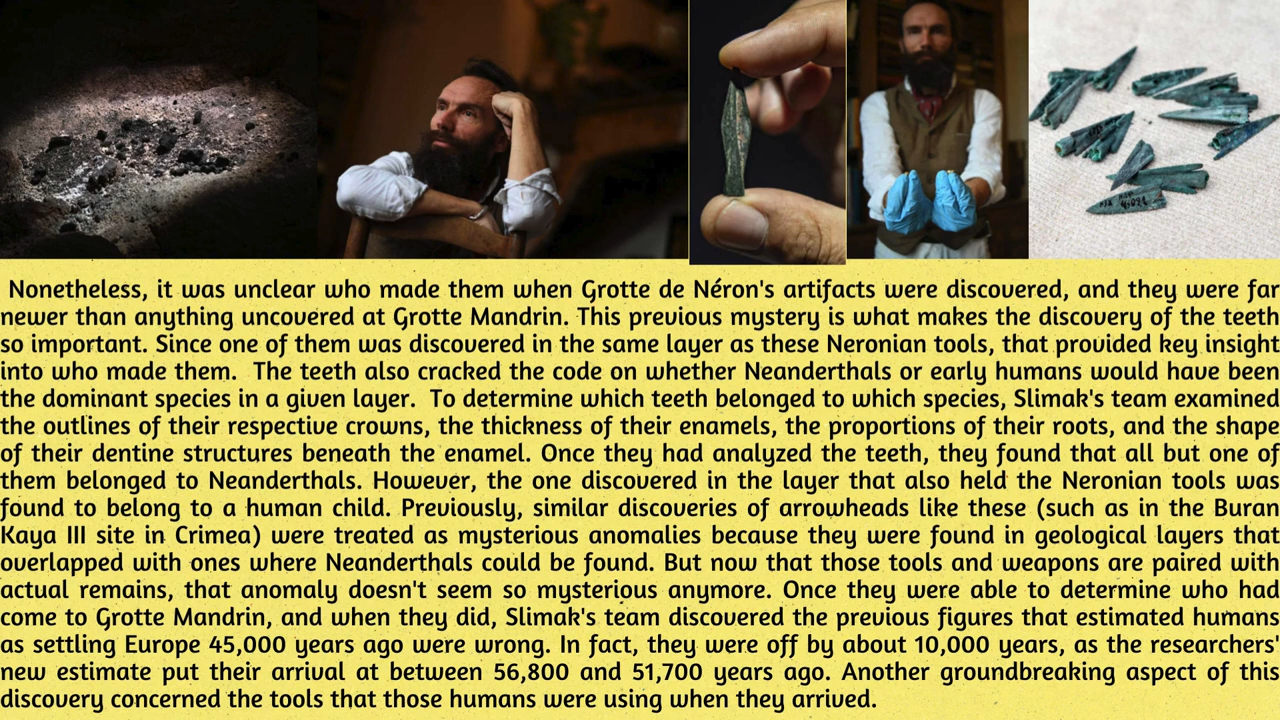 Nonetheless, it was unclear who made them when Grotte de Néron's artifacts were discovered, and they were far
newer than anything uncovered at Grotte Mandrin. This previous mystery is what makes the discovery of the teeth
so important. Since one of them was discovered in the same layer as these Neronian tools, that provided key insight
into who made them.  The teeth also cracked the code on whether Neanderthals or early humans would have been
the dominant species in a given layer.  To determine which teeth belonged to which species, Slimak's team examined
the outlines of their respective crowns, the thickness of their enamels, the proportions of their roots, and the shape
of their dentine structures beneath the enamel. Once they had analyzed the teeth, they found that all but one of
them belonged to Neanderthals. However, the one discovered in the layer that also held the Neronian tools was
found to belong to a human child. Previously, similar discoveries of arrowheads like these (such as in the Buran
Kaya III site in Crimea) were treated as mysterious anomalies because they were found in geological layers that
overlapped with ones where Neanderthals could be found. But now that those tools and weapons are paired with
actual remains, that anomaly doesn't seem so mysterious anymore. Once they were able to determine who had
come to Grotte Mandrin, and when they did, Slimak's team discovered the previous figures that estimated humans
as settling Europe 45,000 years ago were wrong. In fact, they were off by about 10,000 years, as the researchers'
new estimate put their arrival at between 56,800 and 51,700 years ago. Another groundbreaking aspect of this
discovery concerned the tools that those humans were using when they arrived.